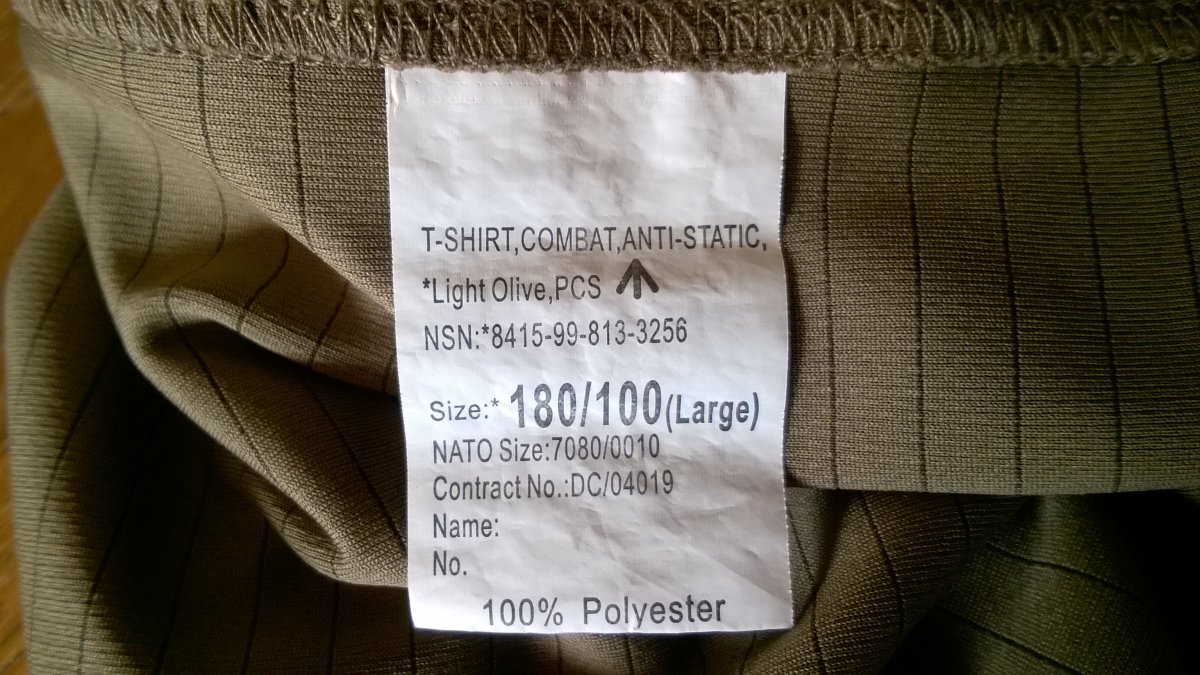 T-SHIRT,COMBAT,ANTI-STATIC,
*Light Olive,PCS
NSN:*8415-99-813-3256
Size:* 180/100(Large)
NATO Size:7080/0010
Contract No.:DC/04019
Name:
No.
100% Polyester